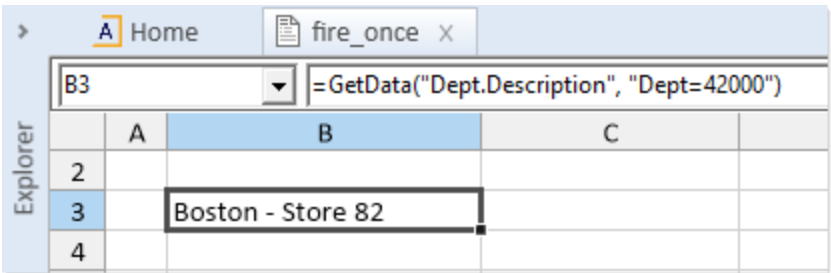 > A Home fire_once X
B3 =GetData("Dept.Description", "Dept=42000")
A B C
2
3 Boston - Store 82
4
Explorer